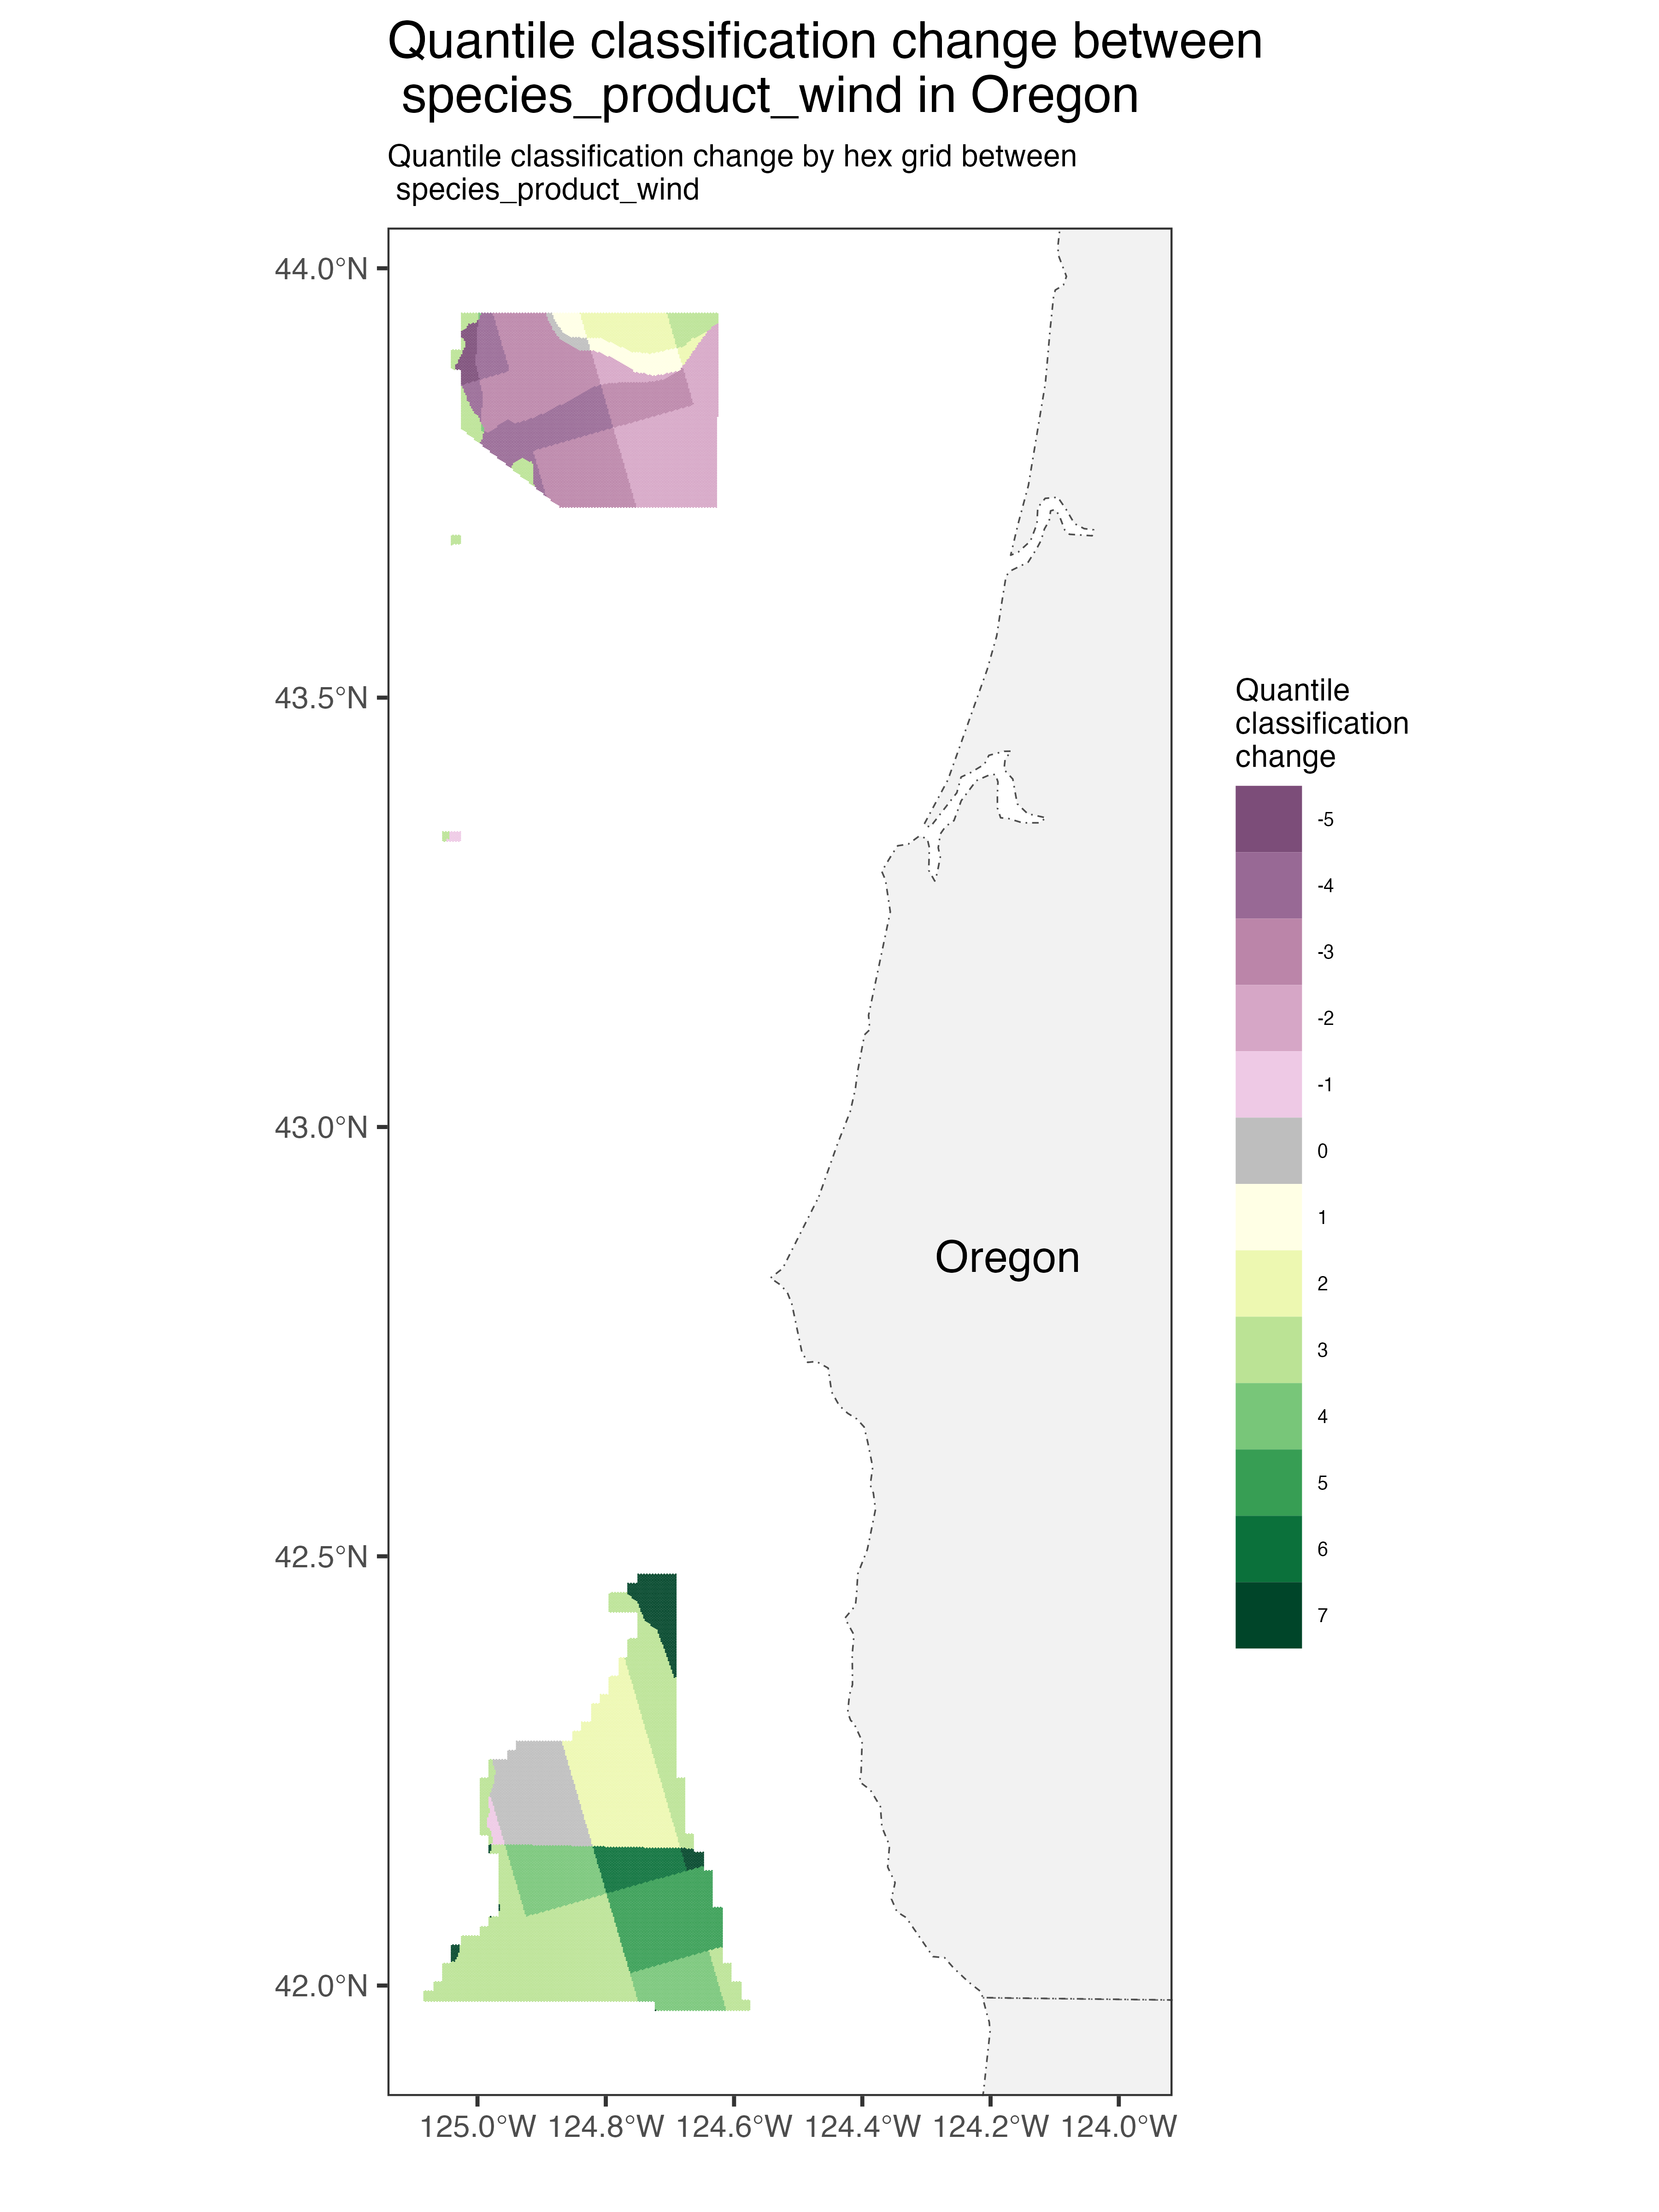 Quantile classification change between
species_product_wind in Oregon
Quantile classification change by hex grid between
species_product_wind
44.0°N
43.5°N
43.0°N
42.5°N
42.0°N
Oregon
125.0°W 124.8°W 124.6°W 124.4°W 124.2°W 124.0°W
Quantile
classification
change
-5
-4
-3
-2
-1
0
1
2
3
4
5
6
7